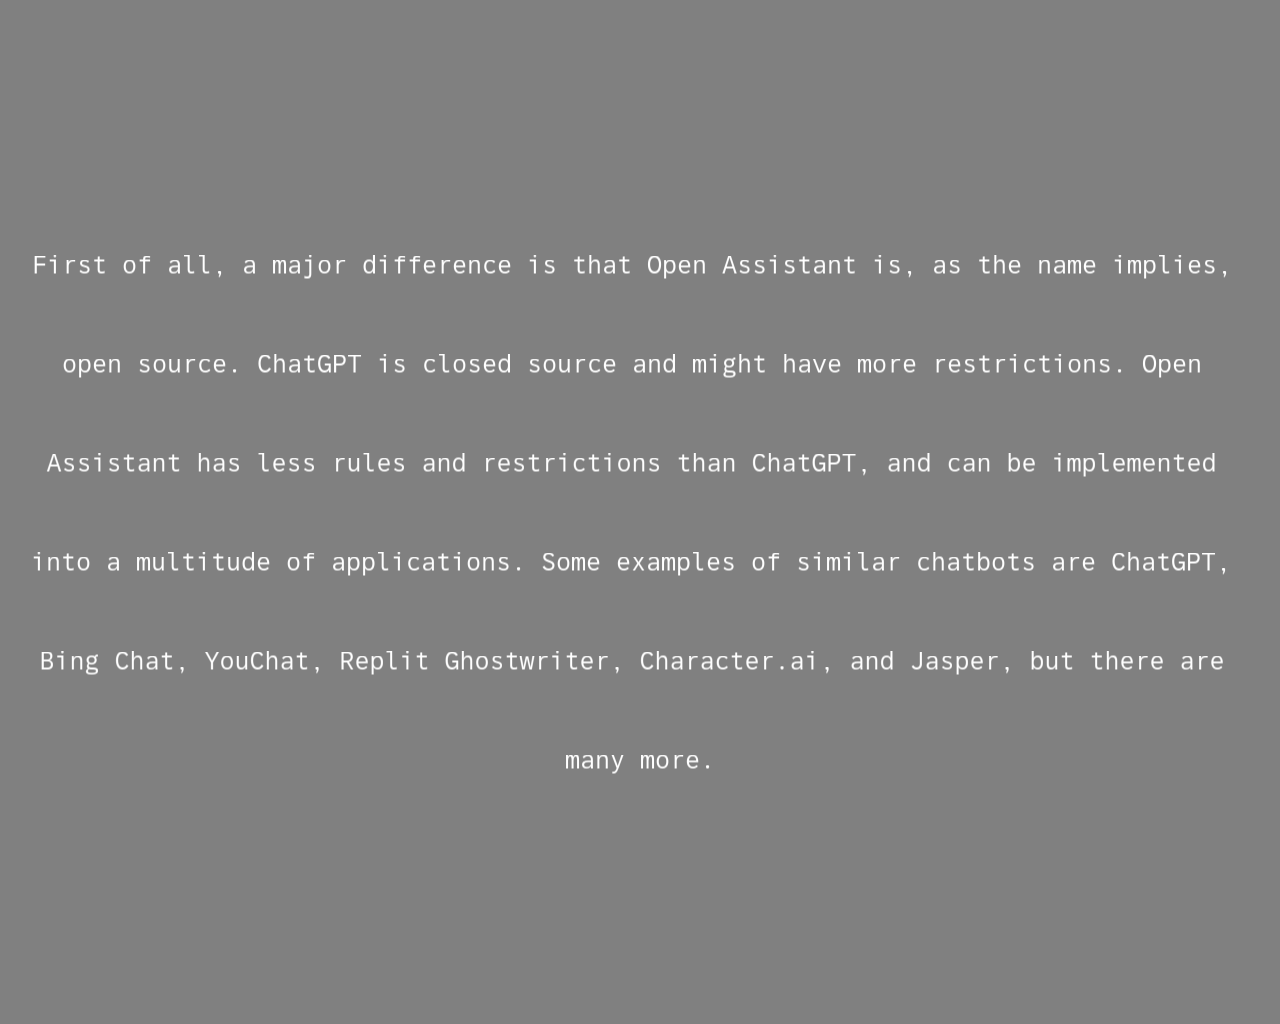 First of all, a major difference is that Open Assistant is, as the name implies,
open source. ChatGPT is closed source and might have more restrictions. Open
Assistant has less rules and restrictions than ChatGPT, and can be implemented
into a multitude of applications. Some examples of similar chatbots are ChatGPT,
Bing Chat, YouChat, Replit Ghostwriter, Character.ai, and Jasper, but there are
many more.